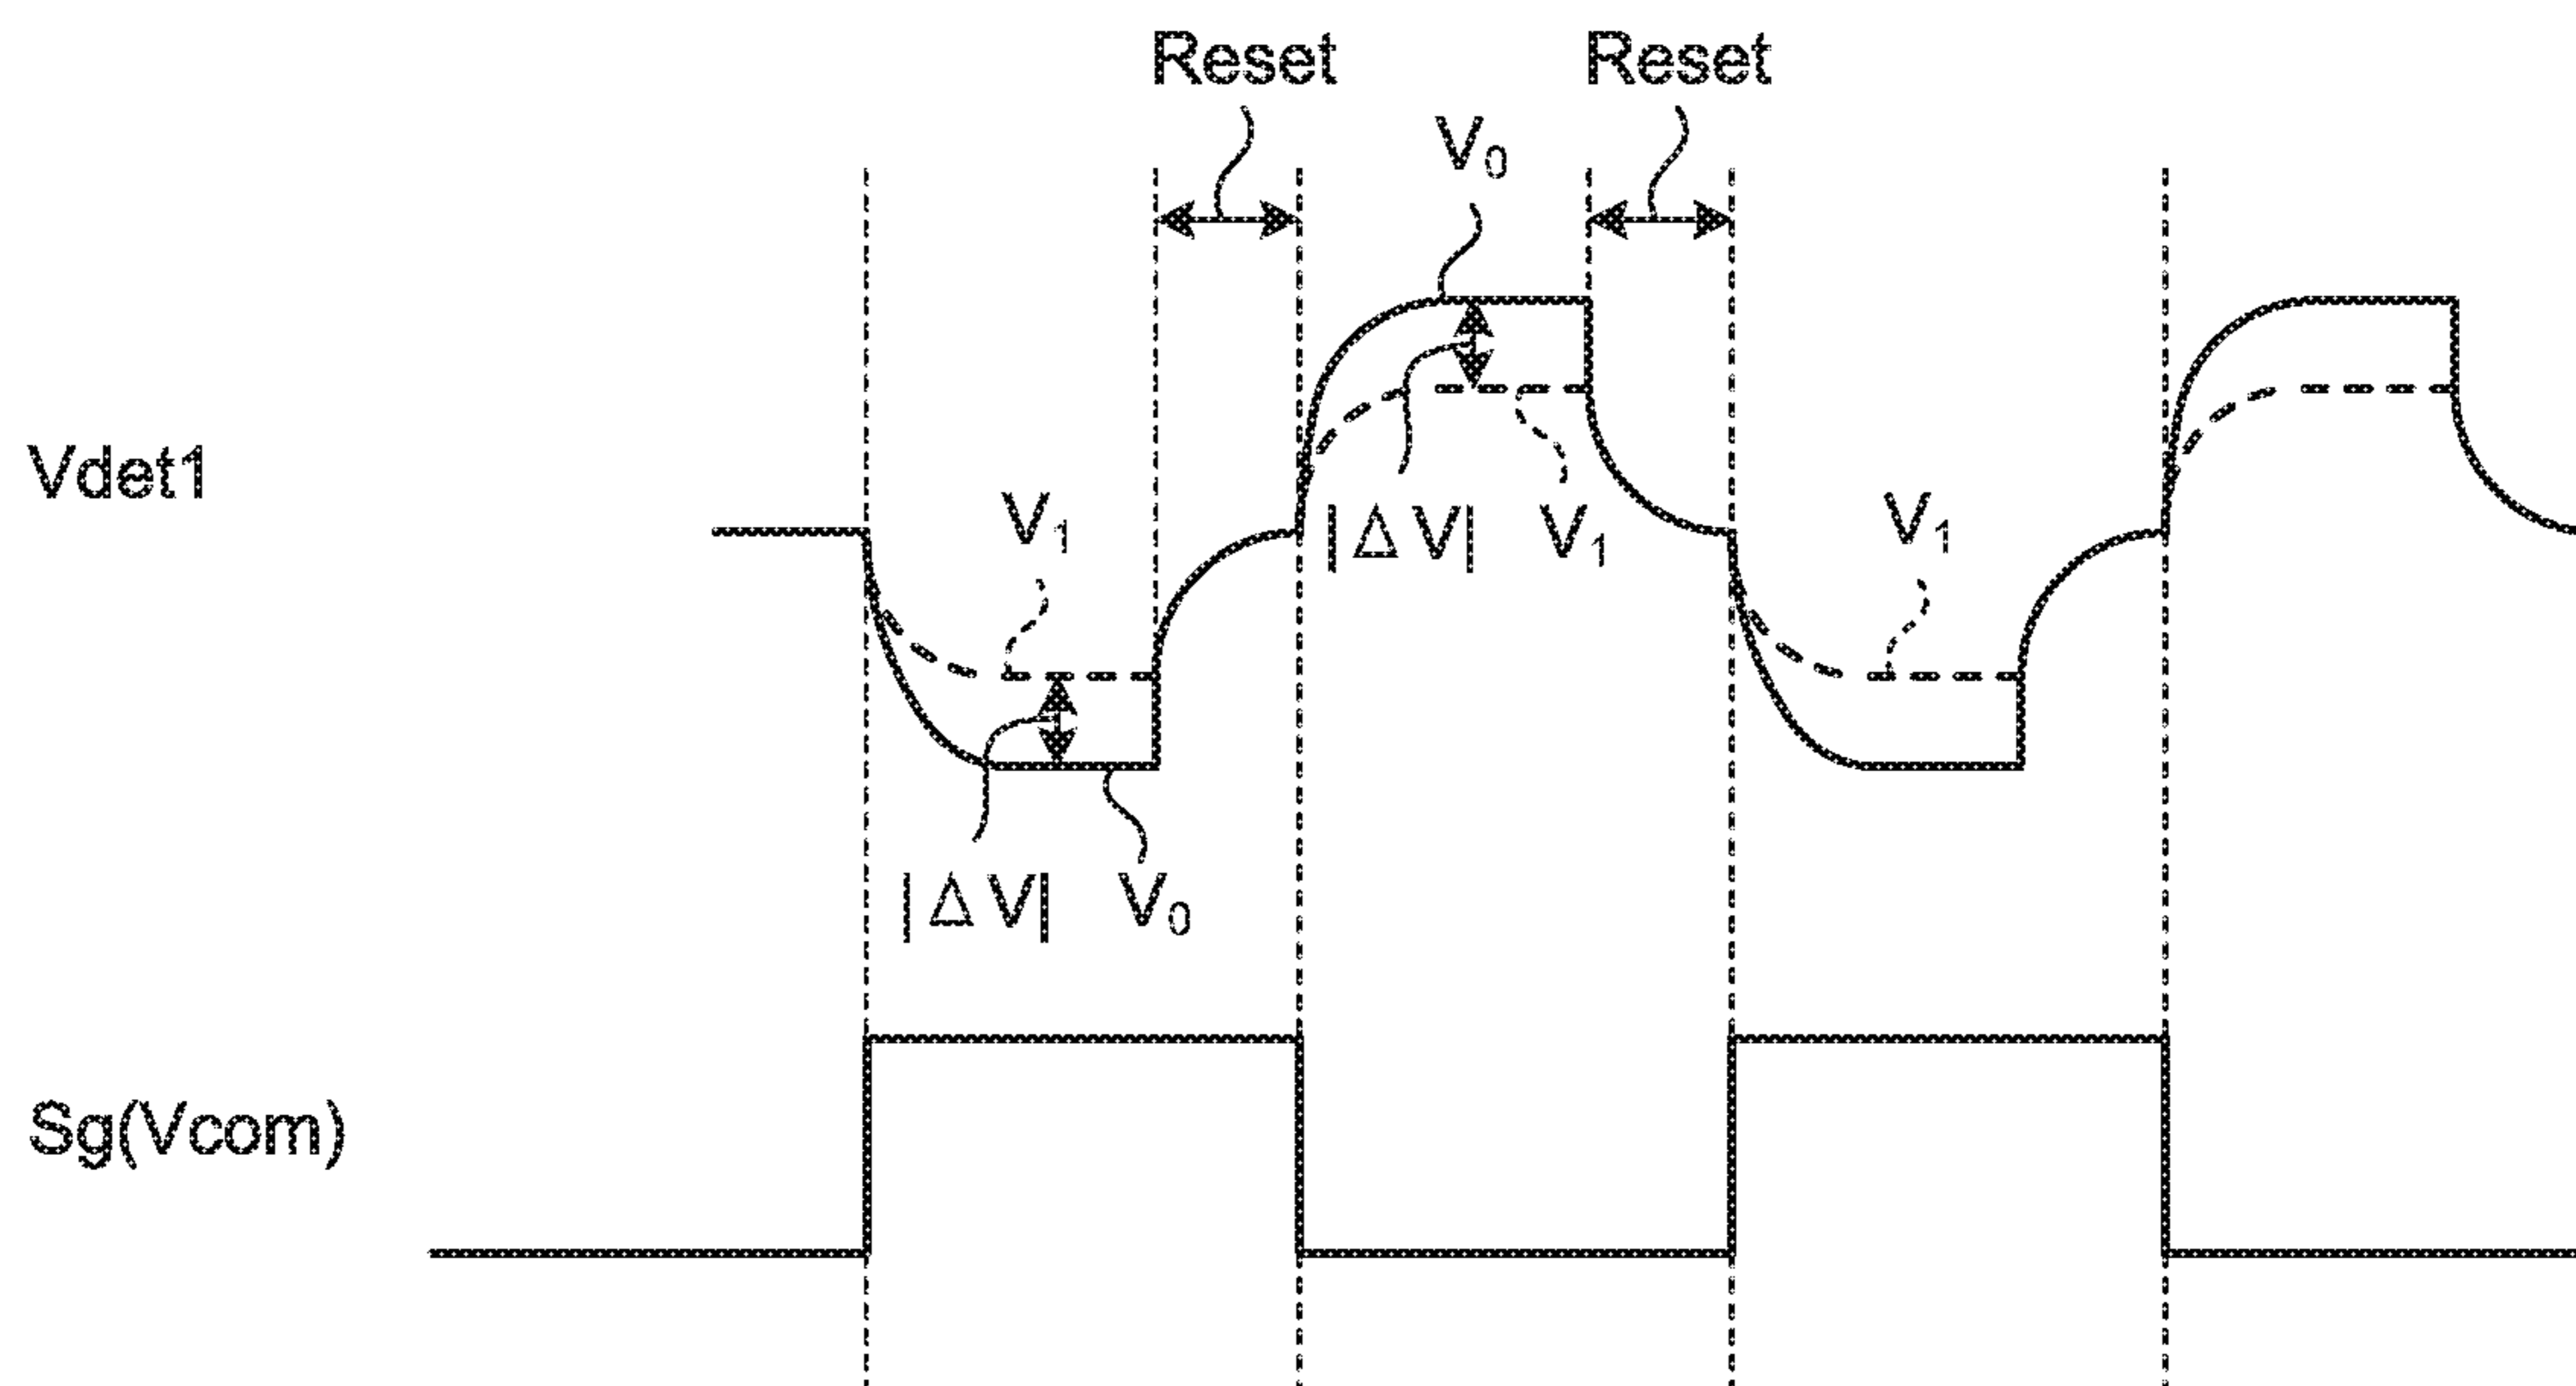 Reset Reset
V₀
Vdet1
V₁ |ΔV| V₁ V₁
|ΔV| V₀
Sg(Vcom)